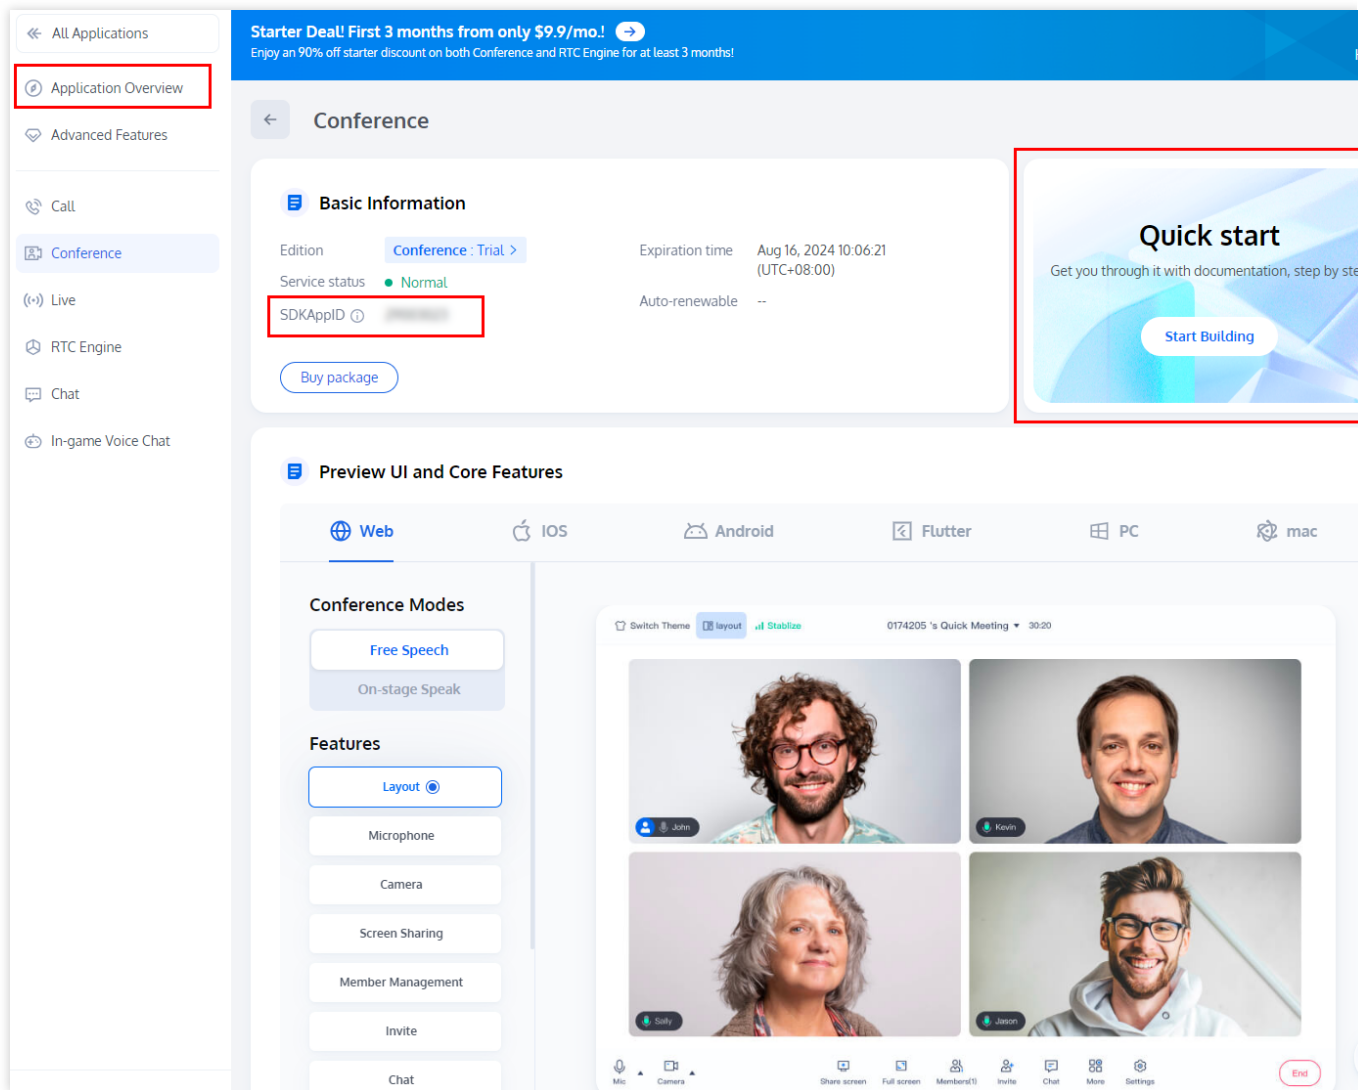 All Applications
Application Overview
Advanced Features
Call
Conference
Live
RTC Engine
Chat
In-game Voice Chat
Starter Deal! First 3 months from only $9.9/mo.!
Enjoy an 90% off starter discount on both Conference and RTC Engine for at least 3 months!
Conference
Basic Information
Edition
Conference : Trial >
Service status
Normal
SDKAppID
Expiration time
Aug 16, 2024 10:06:21
(UTC+08:00)
Auto-renewable
--
Buy package
Quick start
Get you through it with documentation, step by ste
Start Building
Preview UI and Core Features
Web
IOS
Android
Flutter
PC
mac
Conference Modes
Free Speech
On-stage Speak
Features
Layout
Microphone
Camera
Screen Sharing
Member Management
Invite
Chat
Switch Theme
layout
Stablize
0174205 's Quick Meeting
30:20
John
Kevin
Sally
Jason
Mic
Camera
Share screen
Full screen
Members(1)
Invite
Chat
More
Settings
End